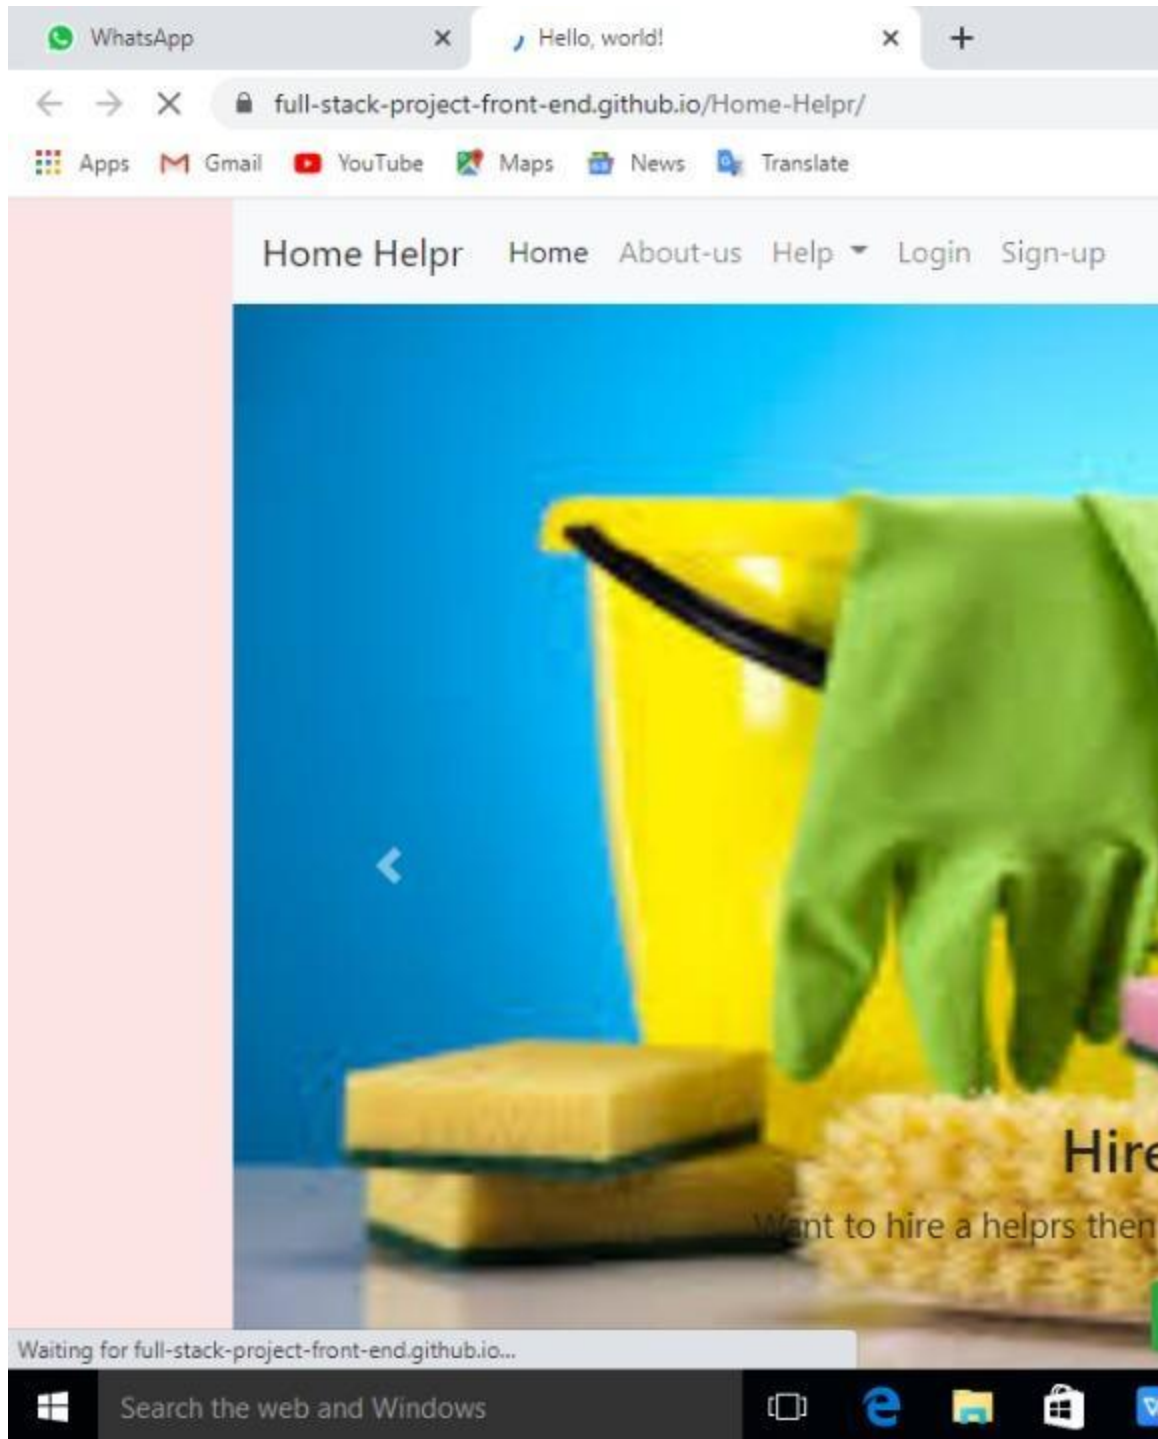 WhatsApp
Hello, world!
full-stack-project-front-end.github.io/Home-Helpr/
Apps Gmail YouTube Maps News Translate
Home Helpr Home About-us Help Login Sign-up
Hire
Want to hire a helprs then
Waiting for full-stack-project-front-end.github.io...
Search the web and Windows